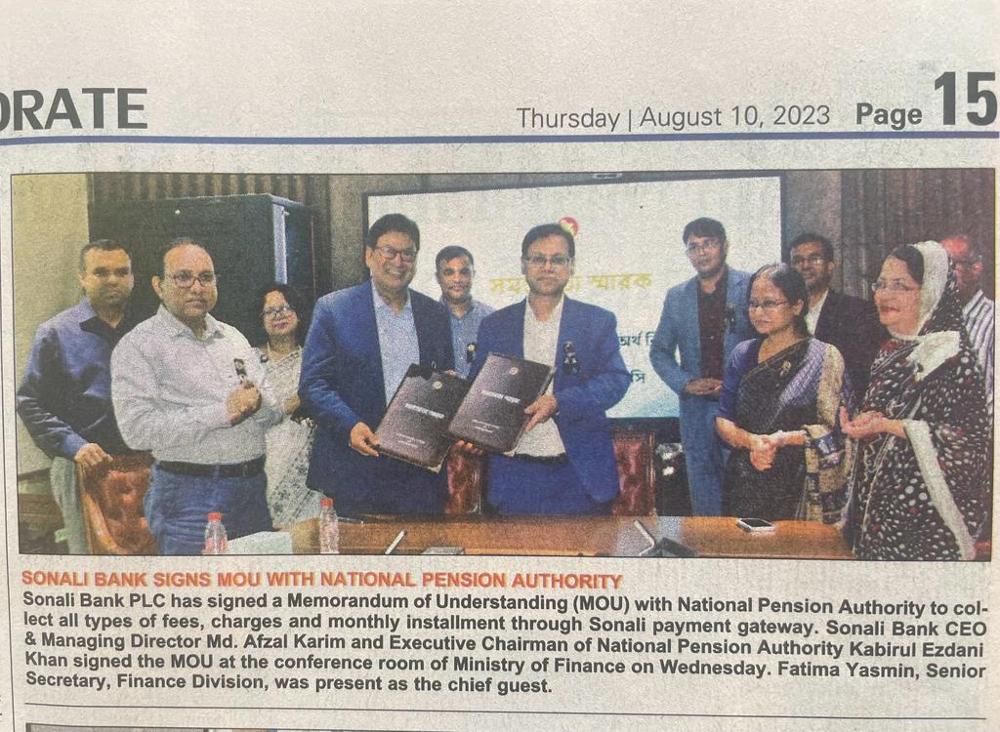 ORATE
Thursday | August 10, 2023 Page 15
স্মারক
অর্থ বি
সি
SONALI BANK SIGNS MOU WITH NATIONAL PENSION AUTHORITY
Sonali Bank PLC has signed a Memorandum of Understanding (MOU) with National Pension Authority to col-
lect all types of fees, charges and monthly installment through Sonali payment gateway. Sonali Bank CEO
& Managing Director Md. Afzal Karim and Executive Chairman of National Pension Authority Kabirul Ezdani
Khan signed the MOU at the conference room of Ministry of Finance on Wednesday. Fatima Yasmin, Senior
Secretary, Finance Division, was present as the chief guest.